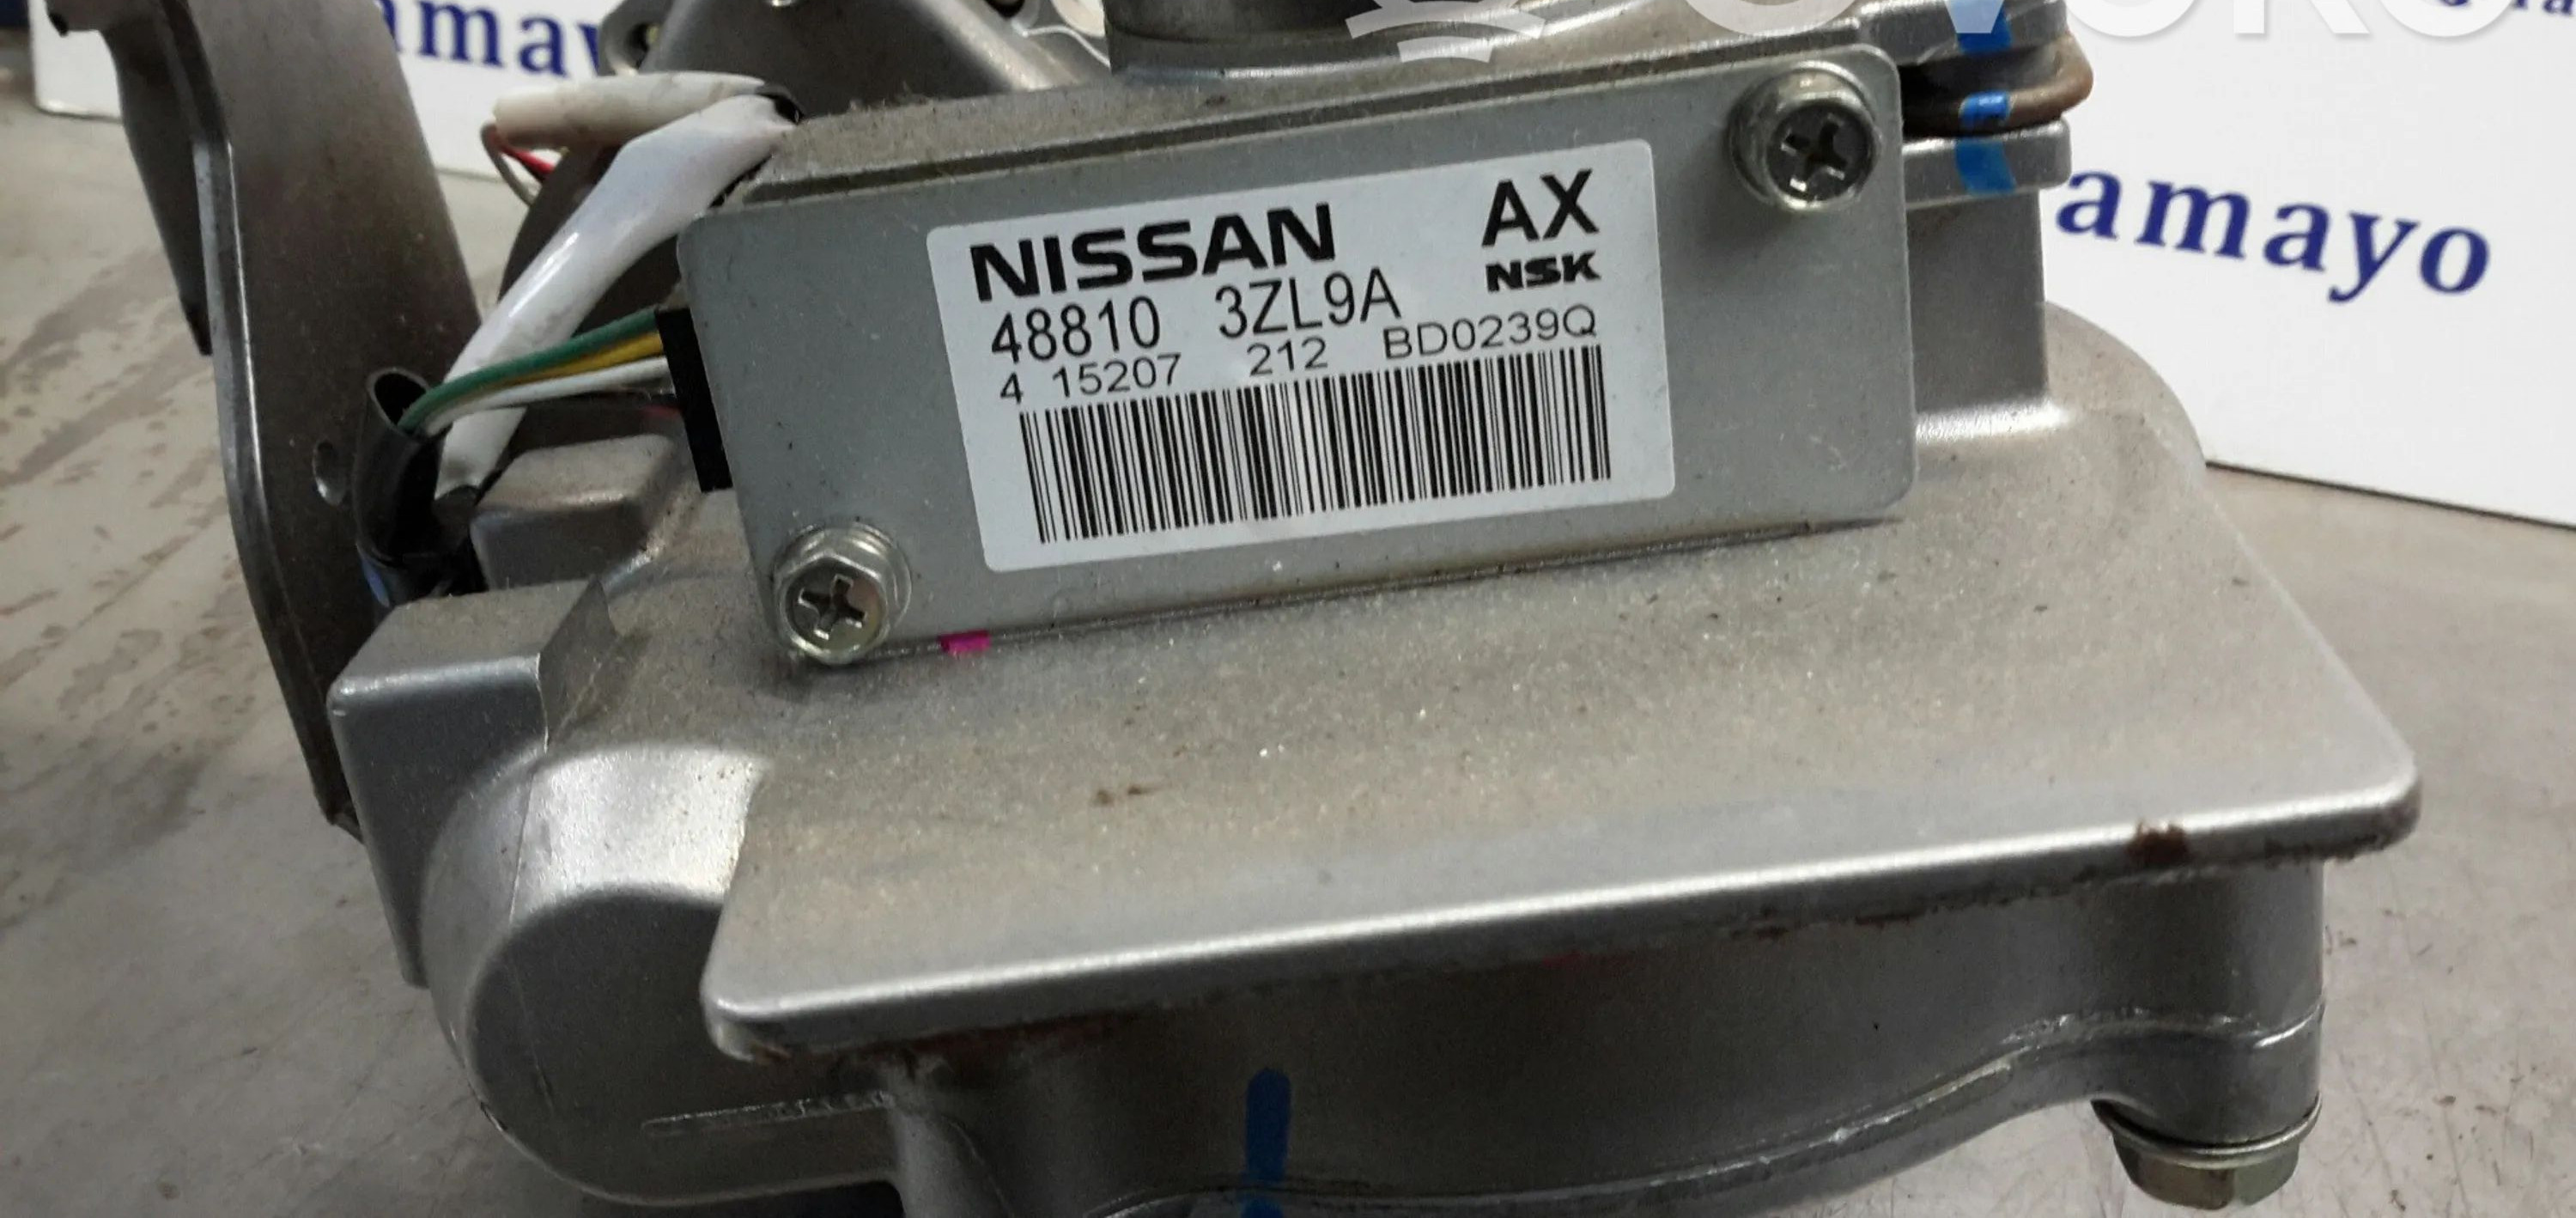 NISSAN AX
NSK
48810 3ZL9A
4 15207 212 BD0239Q
amayo